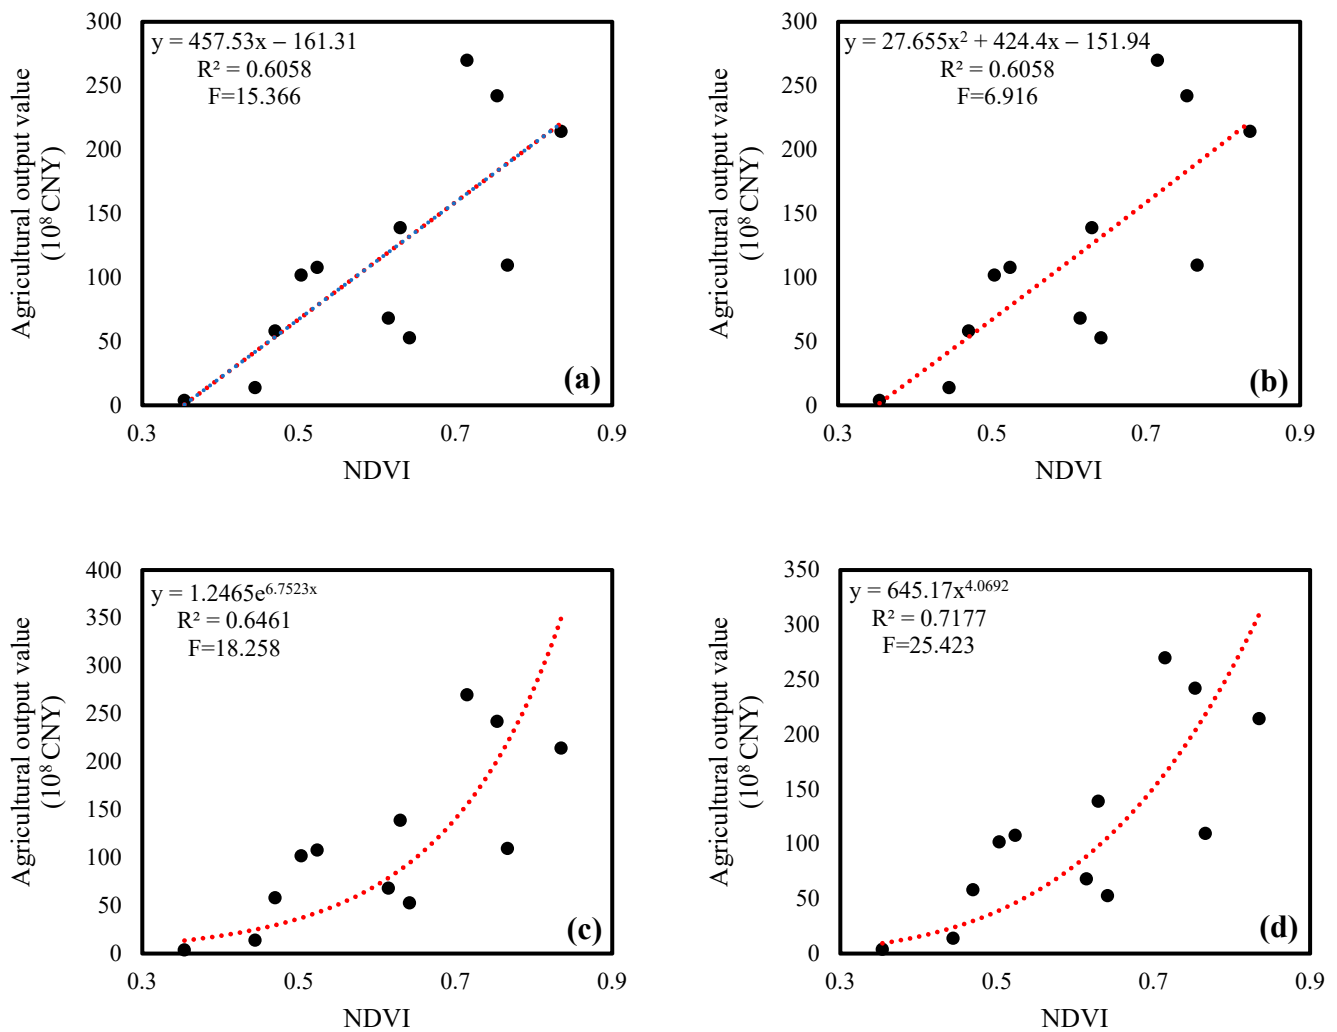 y = 457.53x – 161.31
R² = 0.6058
F=15.366
300
250
200
150
100
50
0
0.3
0.5
0.7
0.9
NDVI
Agricultural output value
(10⁸ CNY)
(a)
y = 27.655x² + 424.4x – 151.94
R² = 0.6058
F=6.916
300
250
200
150
100
50
0
0.3
0.5
0.7
0.9
NDVI
Agricultural output value
(10⁸ CNY)
(b)
y = 1.2465e^6.7523x
R² = 0.6461
F=18.258
400
350
300
250
200
150
100
50
0
0.3
0.5
0.7
0.9
NDVI
Agricultural output value
(10⁸ CNY)
(c)
y = 645.17x^4.0692
R² = 0.7177
F=25.423
350
300
250
200
150
100
50
0
0.3
0.5
0.7
0.9
NDVI
Agricultural output value
(10⁸ CNY)
(d)